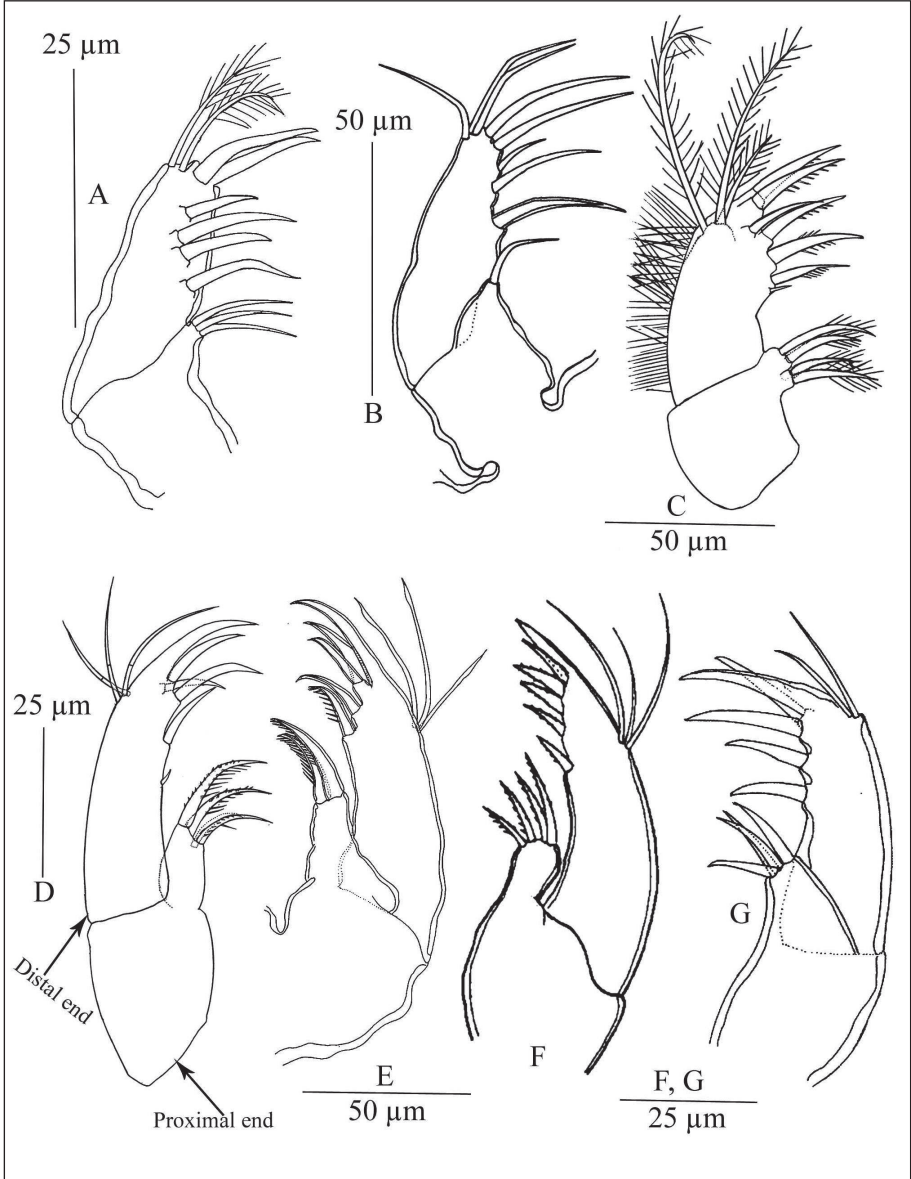 25 µm
A
50 µm
B
C
50 µm
25 µm
D
Distal end
Proximal end
E
50 µm
F
G
F, G
25 µm